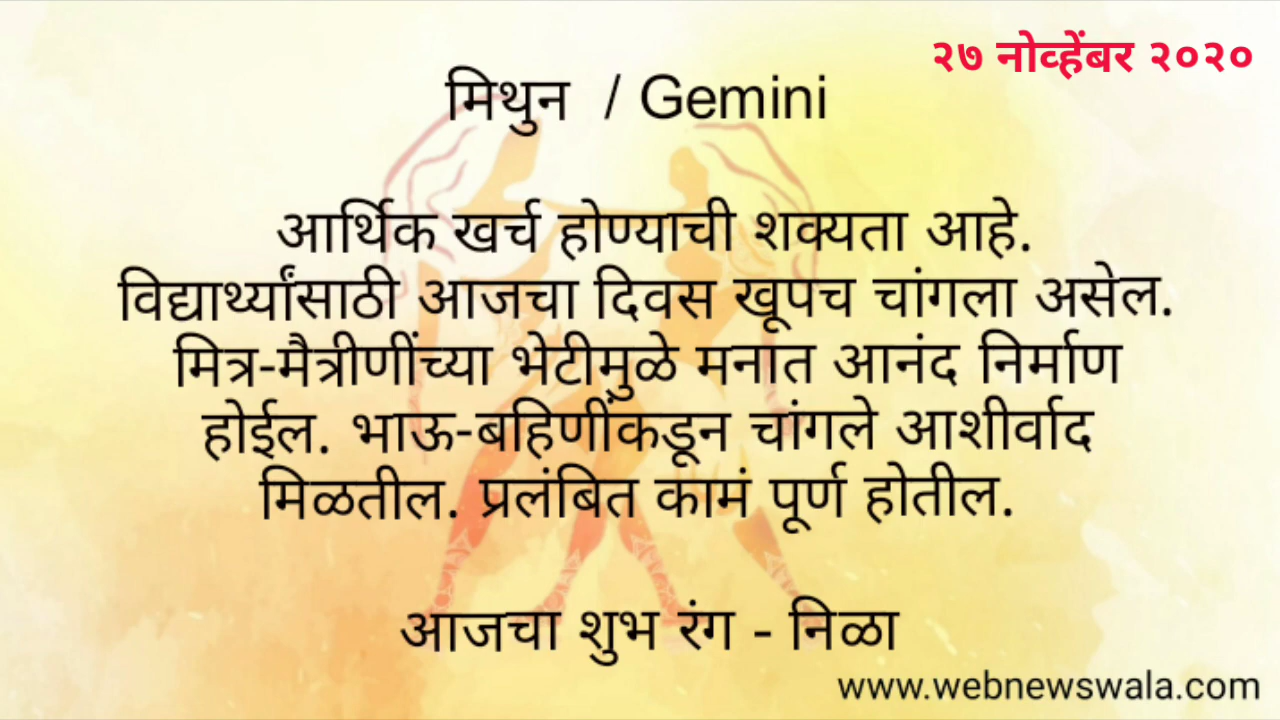 २७ नोव्हेंबर २०२०
मिथुन / Gemini
आर्थिक खर्च होण्याची शक्यता आहे.
विद्यार्थ्यांसाठी आजचा दिवस खूपच चांगला असेल.
मित्र-मैत्रीणींच्या भेटीमुळे मनात आनंद निर्माण
होईल. भाऊ-बहिणींकडून चांगले आशीर्वाद
मिळतील. प्रलंबित कामं पूर्ण होतील.
आजचा शुभ रंग - निळा
www.webnewswala.com